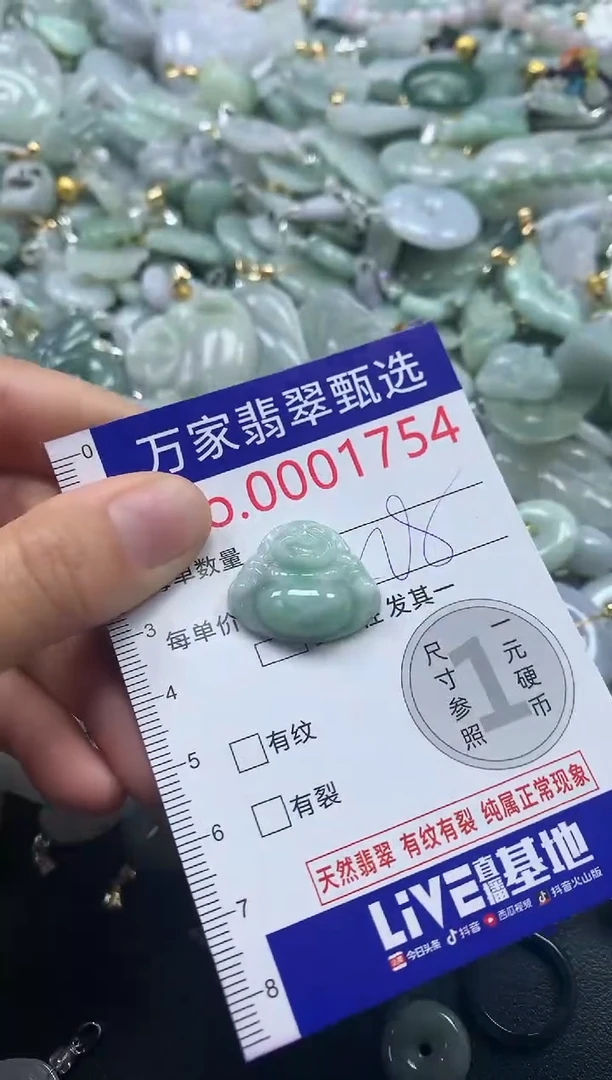 万家翡翠甄选
o.0001754
单数量
28
每单价
发其一
尺寸参照
1
一元硬币
有纹
有裂
天然翡翠 有纹有裂 纯属正常现象
LiVE直播基地
今日头条 抖音 西瓜视频 抖音火山版
0
3
4
5
6
7
8